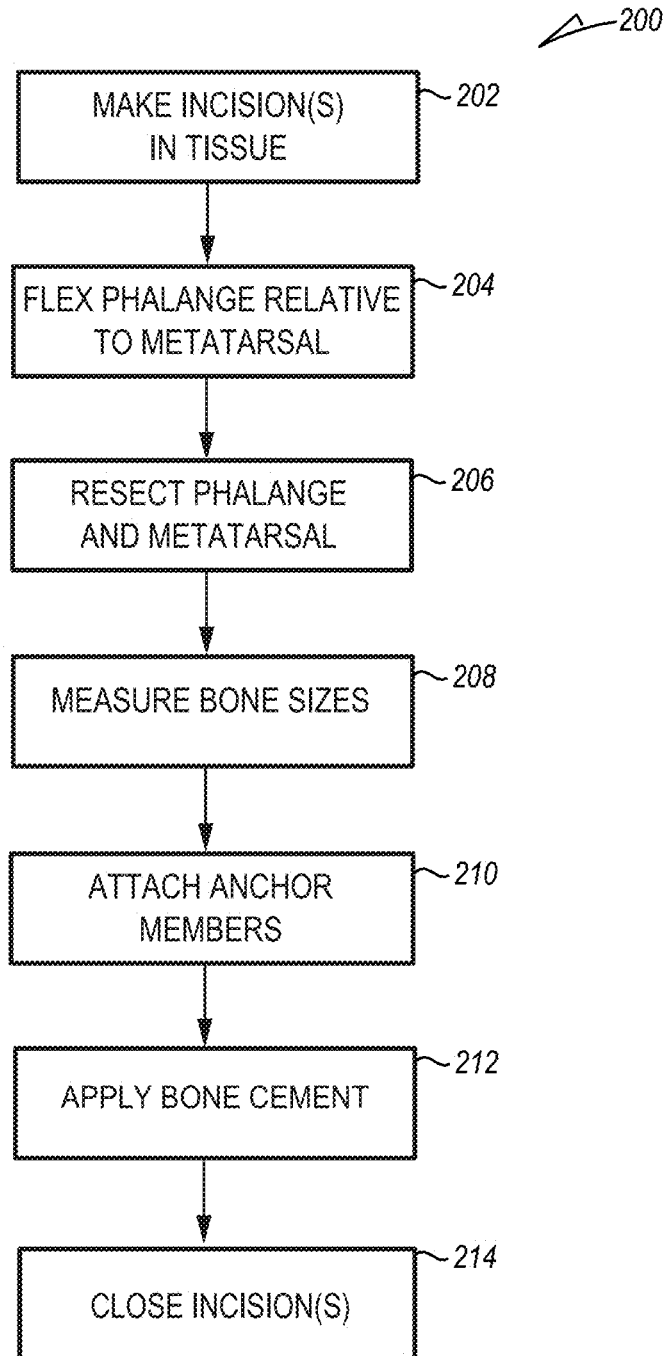 200
MAKE INCISION(S)
IN TISSUE
202
FLEX PHALANGE RELATIVE
TO METATARSAL
204
RESECT PHALANGE
AND METATARSAL
206
MEASURE BONE SIZES
208
ATTACH ANCHOR
MEMBERS
210
APPLY BONE CEMENT
212
CLOSE INCISION(S)
214